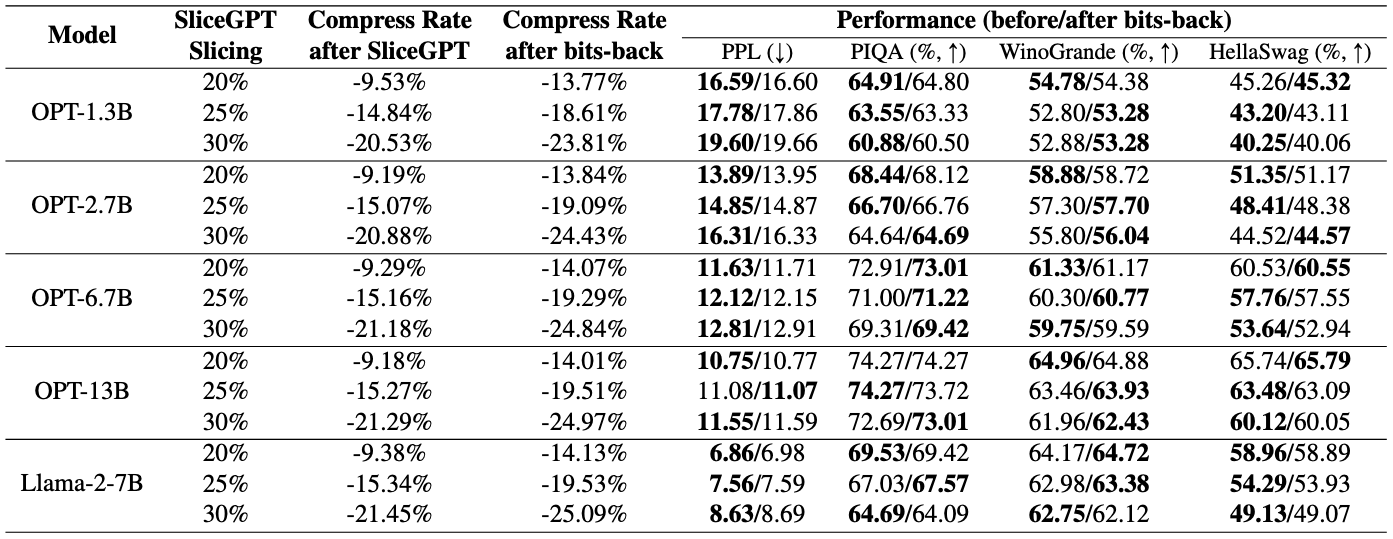 Model SliceGPT Slicing Compress Rate after SliceGPT Compress Rate after bits-back Performance (before/after bits-back)
PPL (↓) PIQA (%, ↑) WinoGrande (%, ↑) HellaSwag (%, ↑)
OPT-1.3B
20% -9.53% -13.77% 16.59/16.60 64.91/64.80 54.78/54.38 45.26/45.32
25% -14.84% -18.61% 17.78/17.86 63.55/63.33 52.80/53.28 43.20/43.11
30% -20.53% -23.81% 19.60/19.66 60.88/60.50 52.88/53.28 40.25/40.06
OPT-2.7B
20% -9.19% -13.84% 13.89/13.95 68.44/68.12 58.88/58.72 51.35/51.17
25% -15.07% -19.09% 14.85/14.87 66.70/66.76 57.30/57.70 48.41/48.38
30% -20.88% -24.43% 16.31/16.33 64.64/64.69 55.80/56.04 44.52/44.57
OPT-6.7B
20% -9.29% -14.07% 11.63/11.71 72.91/73.01 61.33/61.17 60.53/60.55
25% -15.16% -19.29% 12.12/12.15 71.00/71.22 60.30/60.77 57.76/57.55
30% -21.18% -24.84% 12.81/12.91 69.31/69.42 59.75/59.59 53.64/52.94
OPT-13B
20% -9.18% -14.01% 10.75/10.77 74.27/74.27 64.96/64.88 65.74/65.79
25% -15.27% -19.51% 11.08/11.07 74.27/73.72 63.46/63.93 63.48/63.09
30% -21.29% -24.97% 11.55/11.59 72.69/73.01 61.96/62.43 60.12/60.05
Llama-2-7B
20% -9.38% -14.13% 6.86/6.98 69.53/69.42 64.17/64.72 58.96/58.89
25% -15.34% -19.53% 7.56/7.59 67.03/67.57 62.98/63.38 54.29/53.93
30% -21.45% -25.09% 8.63/8.69 64.69/64.09 62.75/62.12 49.13/49.07